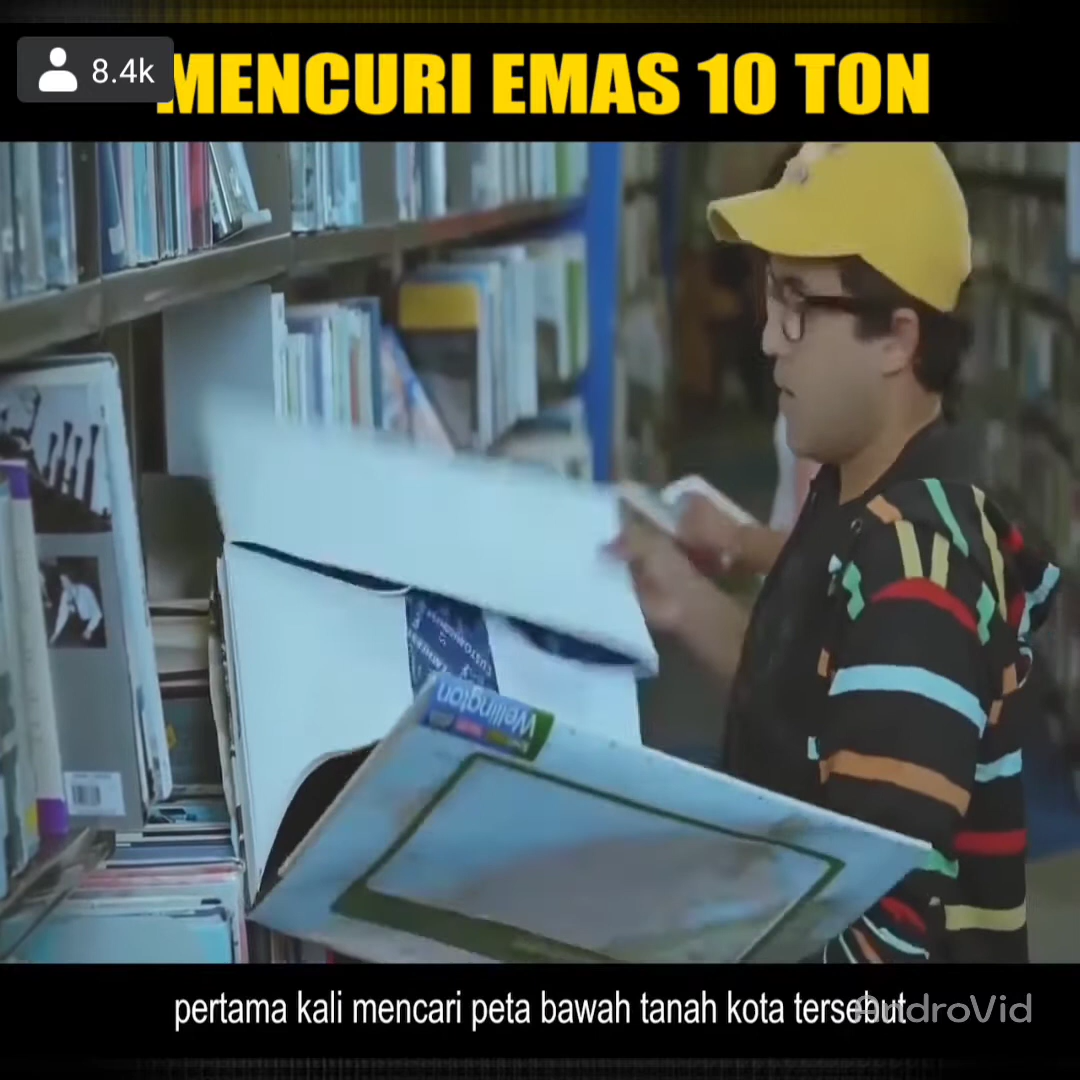 8.4k
MENCURI EMAS 10 TON
Wellington
pertama kali mencari peta bawah tanah kota tersebut
AndroVid